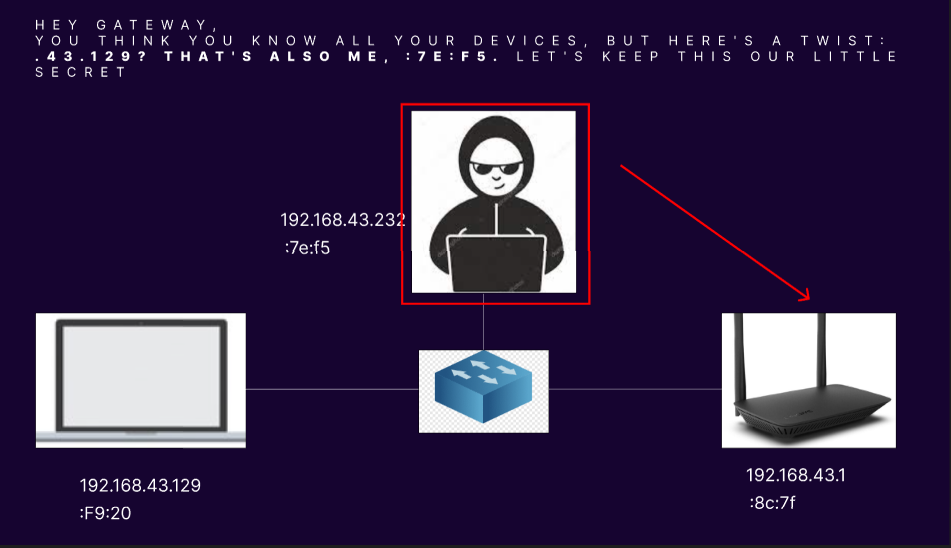 HEY GATEWAY,
YOU THINK YOU KNOW ALL YOUR DEVICES, BUT HERE'S A TWIST:
.43.129? THAT'S ALSO ME, :7E:F5. LET'S KEEP THIS OUR LITTLE
SECRET
192.168.43.232
:7e:f5
192.168.43.129
:F9:20
192.168.43.1
:8c:7f